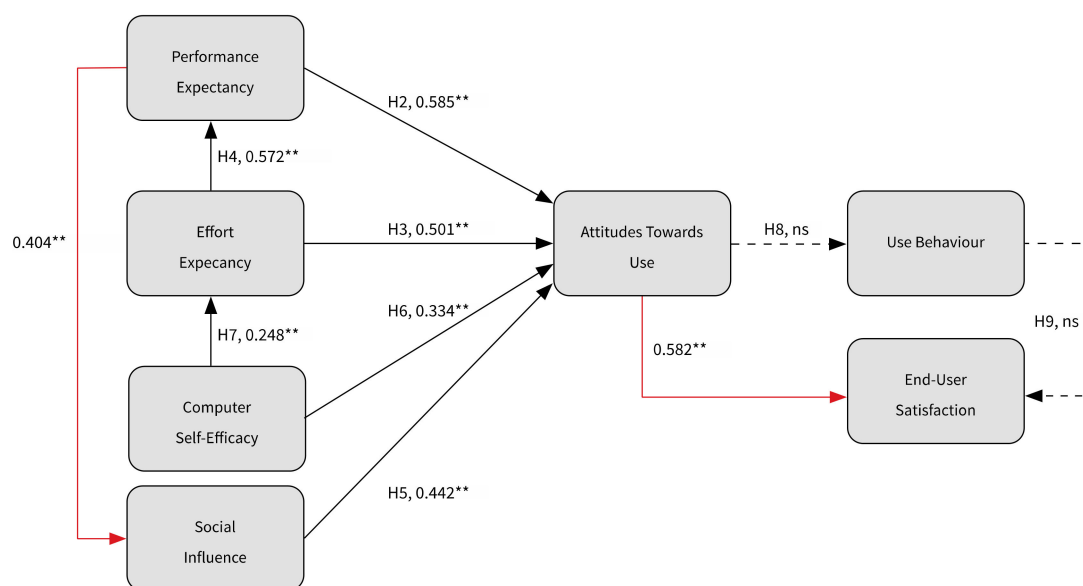 Performance
Expectancy
H2, 0.585**
H4, 0.572**
0.404**
Effort
Expecancy
H3, 0.501**
Attitudes Towards
Use
H8, ns
Use Behaviour
H7, 0.248**
H6, 0.334**
0.582**
H9, ns
End-User
Satisfaction
Computer
Self-Efficacy
H5, 0.442**
Social
Influence